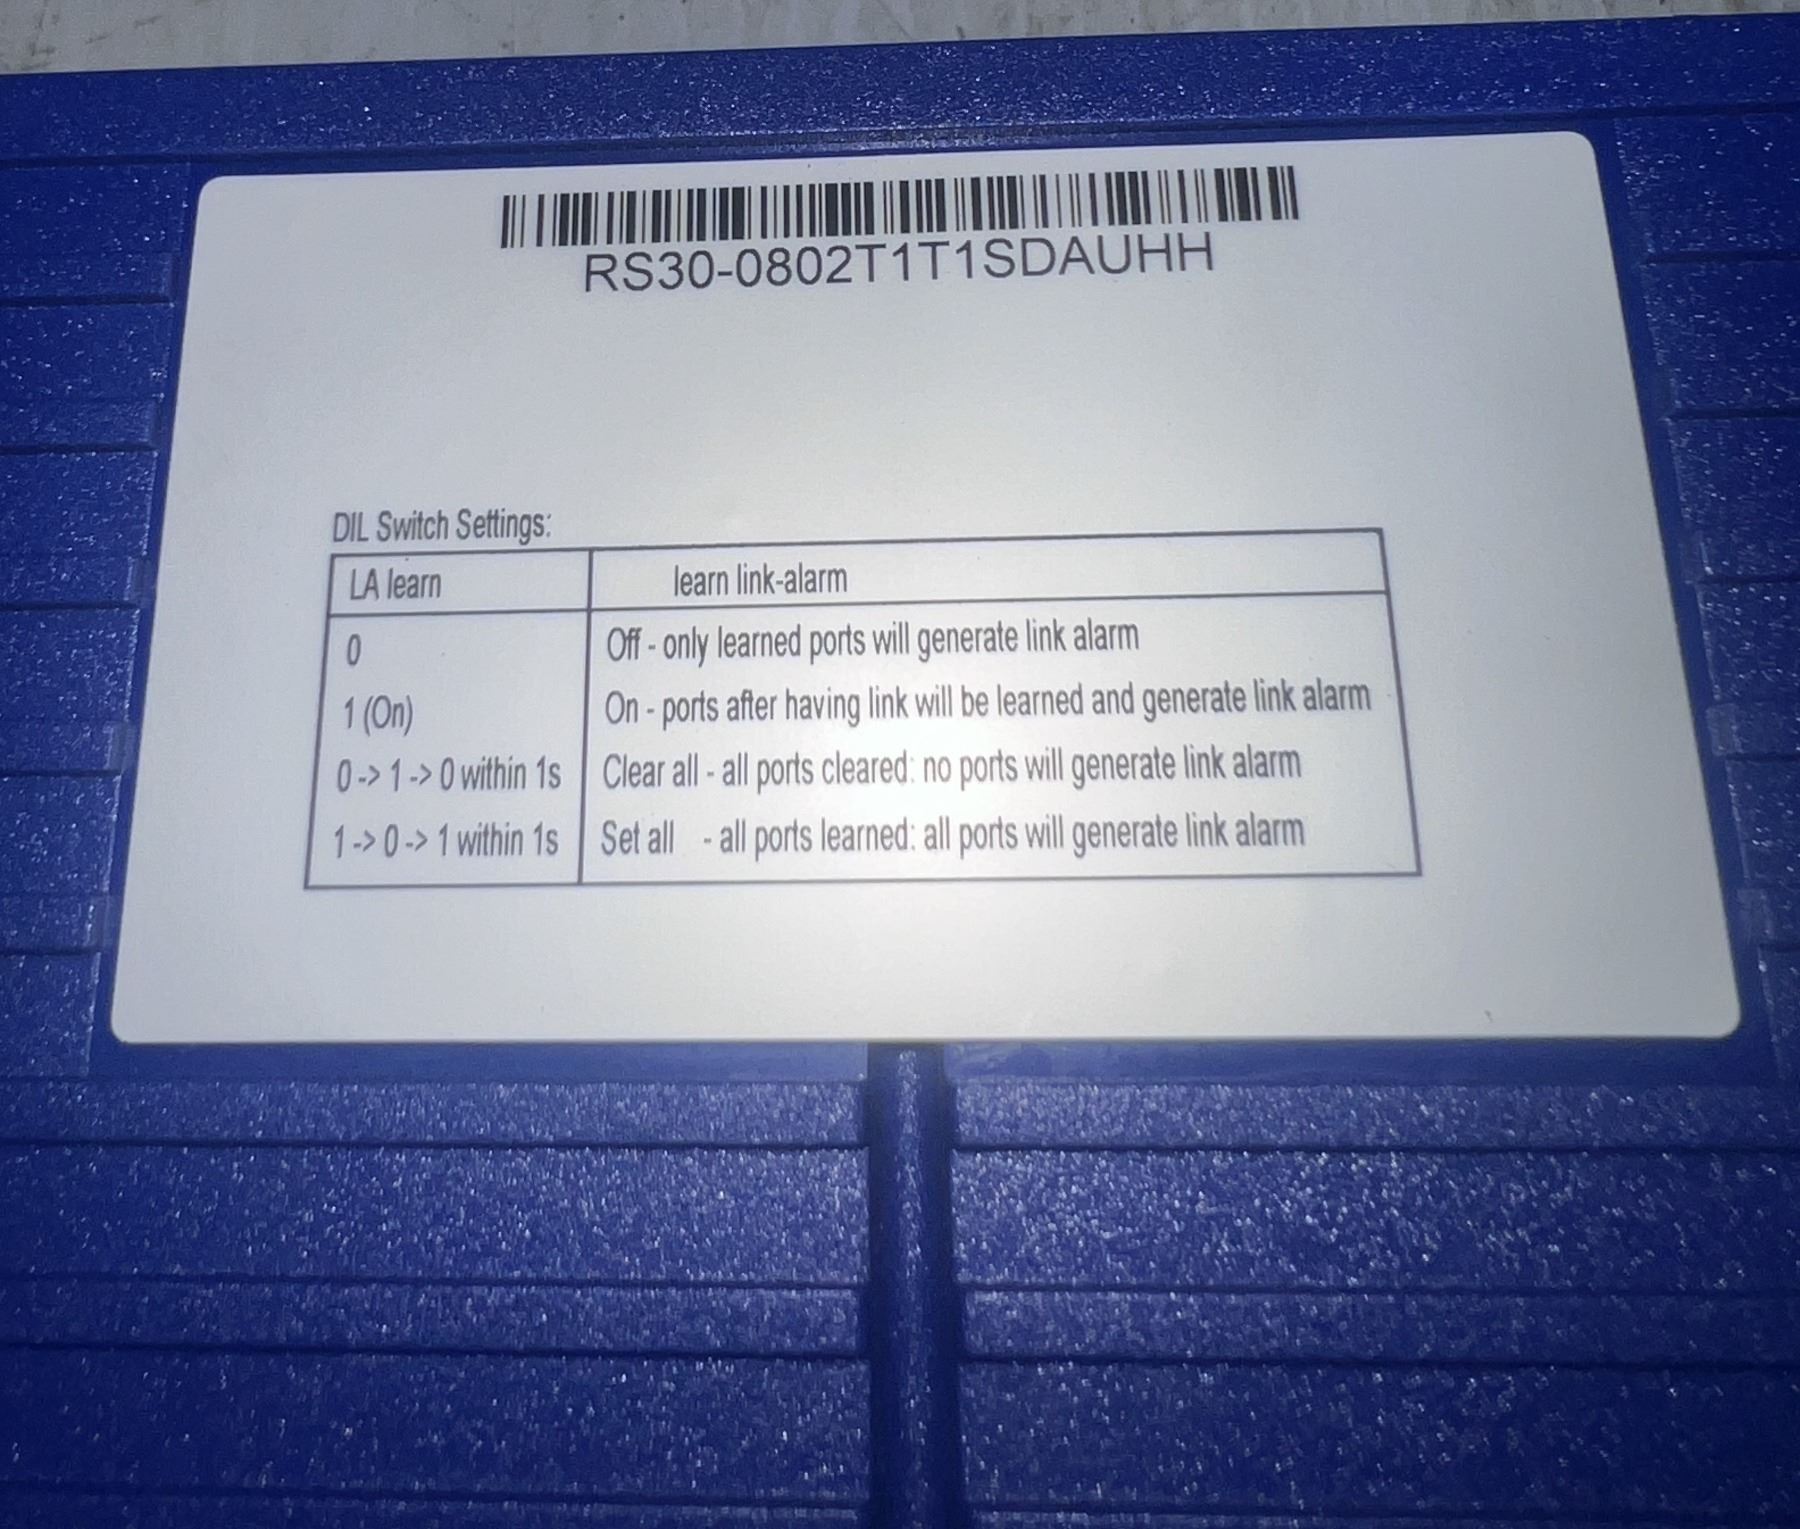 RS30-0802T1T1SDAUHH
DIL Switch Settings:
LA learn learn link-alarm
0 Off - only learned ports will generate link alarm
1 (On) On - ports after having link will be learned and generate link alarm
0 -> 1 -> 0 within 1s Clear all - all ports cleared: no ports will generate link alarm
1 -> 0 -> 1 within 1s Set all - all ports learned: all ports will generate link alarm